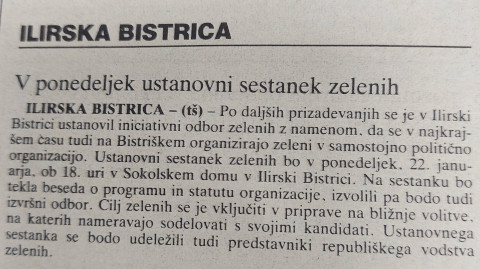 ILIRSKA BISTRICA
V ponedeljek ustanovni sestanek zelenih
ILIRSKA BISTRICA – (tš) – Po daljših prizadevanjih se je v Ilirski
Bistrici ustanovil iniciativni odbor zelenih z namenom, da se v najkraj-
šem času tudi na Bistriškem organizirajo zeleni v samostojno politično
organizacijo. Ustanovni sestanek zelenih bo v ponedeljek, 22. janu-
arja, ob 18. uri v Sokolskem domu v Ilirski Bistrici. Na sestanku bo
tekla beseda o programu in statutu organizacije, izvolili pa bodo tudi
izvršni odbor. Cilj zelenih se je vključiti v priprave na bližnje volitve,
na katerih nameravajo sodelovati s svojimi kandidati. Ustanovnega
sestanka se bodo udeležili tudi predstavniki republiškega vodstva
zelenih.